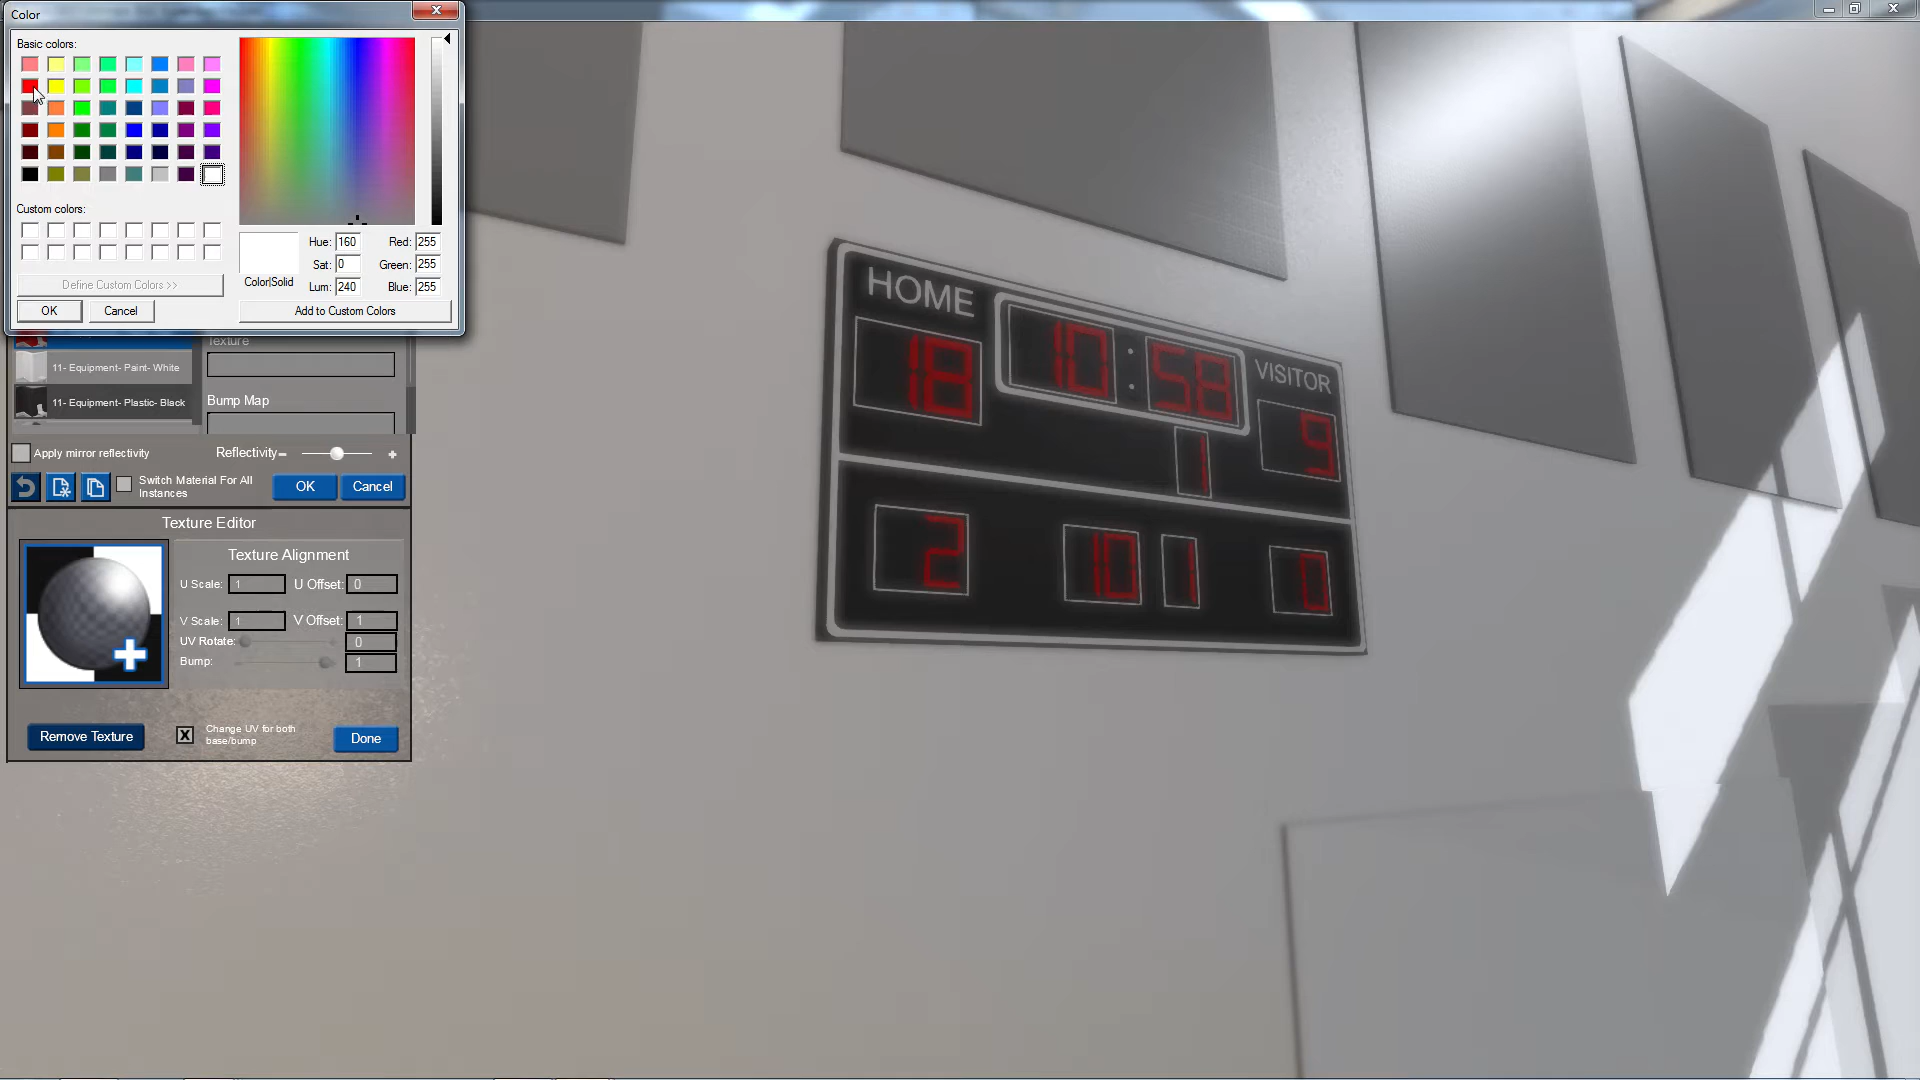 Color
Basic colors:
Custom colors:
Define Custom Colors >>
OK
Cancel
Color|Solid
Hue: 160
Sat: 0
Lum: 240
Red: 255
Green: 255
Blue: 255
Add to Custom Colors
Texture
11- Equipment- Paint- White
11- Equipment- Plastic- Black
Bump Map
Apply mirror reflectivity
Reflectivity
Switch Material For All
Instances
OK
Cancel
Texture Editor
Texture Alignment
U Scale: 1
U Offset: 0
V Scale: 1
V Offset: 1
UV Rotate: 0
Bump: 1
Remove Texture
X
Change UV for both
base/bump
Done
HOME
10:58
VISITOR
18
9
1
2
10
1
0